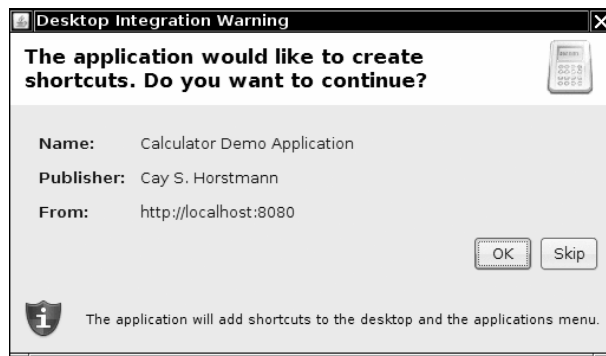 Desktop Integration Warning
The application would like to create
shortcuts. Do you want to continue?
Name: Calculator Demo Application
Publisher: Cay S. Horstmann
From: http://localhost:8080
OK Skip
The application will add shortcuts to the desktop and the applications menu.